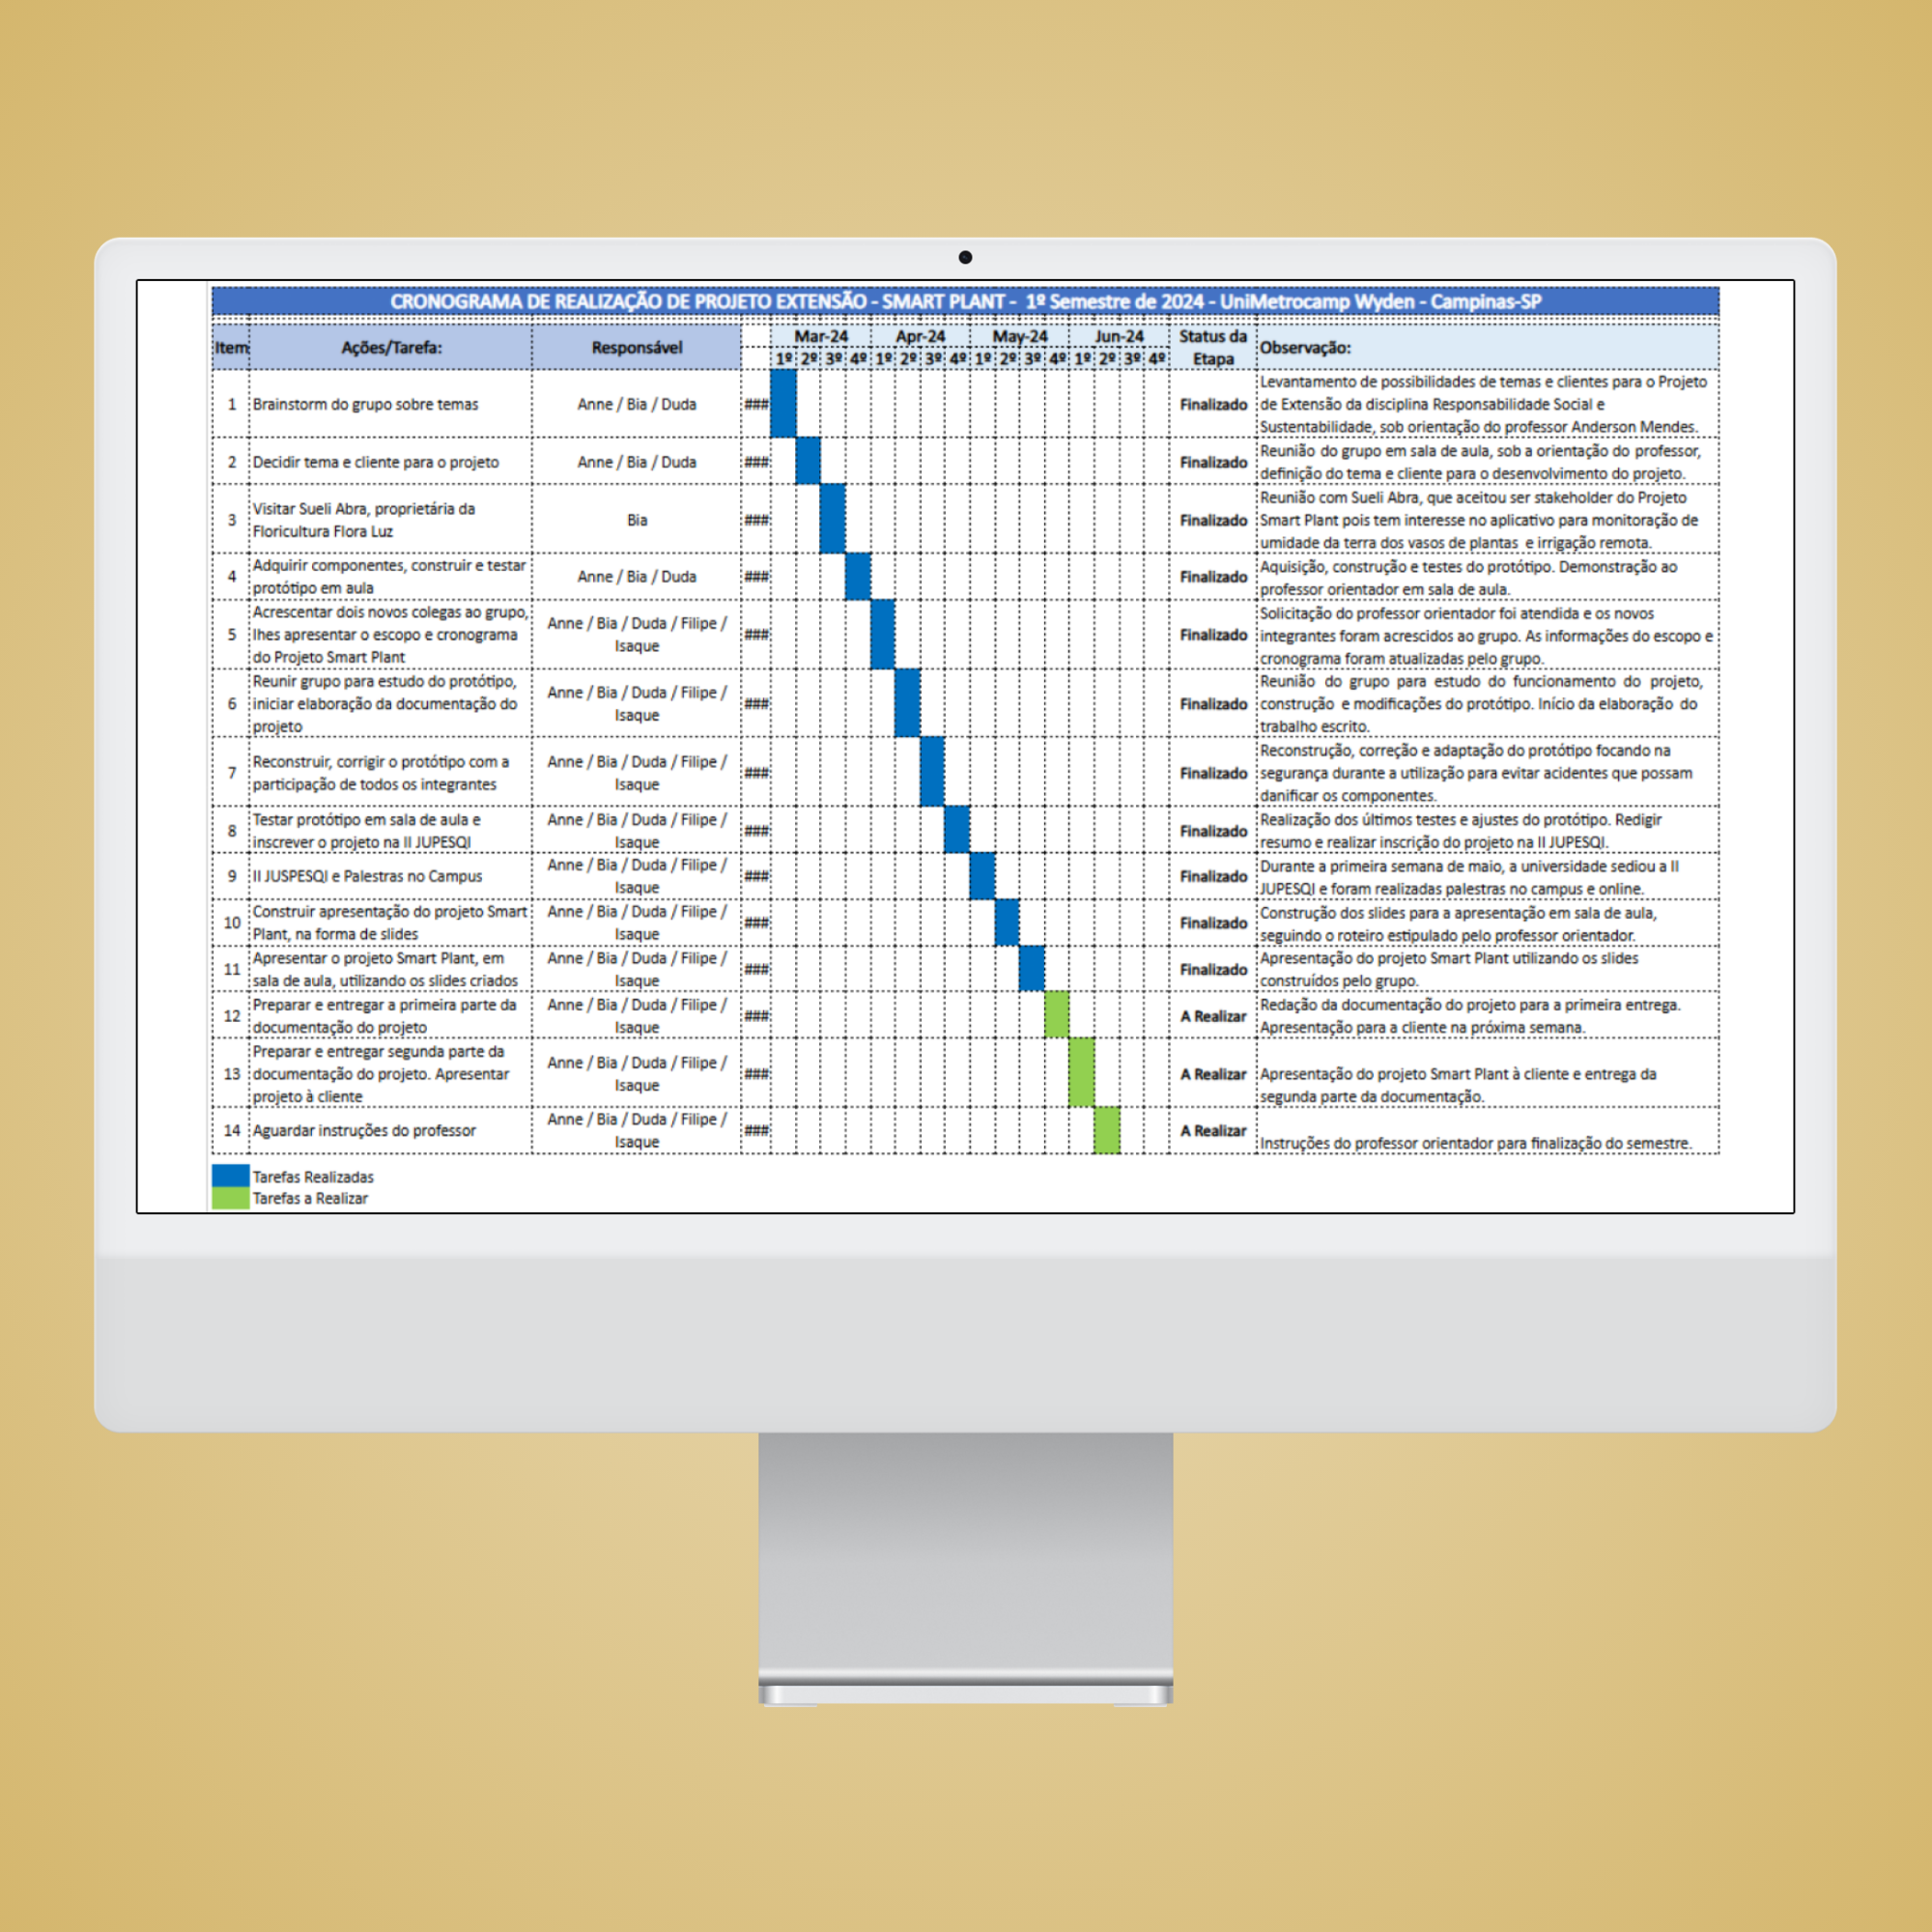 CRONOGRAMA DE REALIZAÇÃO DE PROJETO EXTENSÃO - SMART PLANT - 1º Semestre de 2024 - UniMetrocamp Wyden - Campinas-SP
Item Ações/Tarefa: Responsável Mar-24 Apr-24 May-24 Jun-24 Status da Etapa Observação:
1º 2º 3º 4º 1º 2º 3º 4º 1º 2º 3º 4º 1º 2º 3º 4º
1 Brainstorm do grupo sobre temas Anne / Bia / Duda ### Finalizado Levantamento de possibilidades de temas e clientes para o Projeto
de Extensão da disciplina Responsabilidade Social e
Sustentabilidade, sob orientação do professor Anderson Mendes.
2 Decidir tema e cliente para o projeto Anne / Bia / Duda ### Finalizado Reunião do grupo em sala de aula, sob a orientação do professor,
definição do tema e cliente para o desenvolvimento do projeto.
3 Visitar Sueli Abra, proprietária da
Floricultura Flora Luz Bia ### Finalizado Reunião com Sueli Abra, que aceitou ser stakeholder do Projeto
Smart Plant pois tem interesse no aplicativo para monitoração de
umidade da terra dos vasos de plantas e irrigação remota.
4 Adquirir componentes, construir e testar
protótipo em aula Anne / Bia / Duda ### Finalizado Aquisição, construção e testes do protótipo. Demonstração ao
professor orientador em sala de aula.
5 Acrescentar dois novos colegas ao grupo,
lhes apresentar o escopo e cronograma
do Projeto Smart Plant Anne / Bia / Duda / Filipe /
Isaque ### Finalizado Solicitação do professor orientador foi atendida e os novos
integrantes foram acrescidos ao grupo. As informações do escopo e
cronograma foram atualizadas pelo grupo.
6 Reunir grupo para estudo do protótipo,
iniciar elaboração da documentação do
projeto Anne / Bia / Duda / Filipe /
Isaque ### Finalizado Reunião do grupo para estudo do funcionamento do projeto,
construção e modificações do protótipo. Início da elaboração do
trabalho escrito.
7 Reconstruir, corrigir o protótipo com a
participação de todos os integrantes Anne / Bia / Duda / Filipe /
Isaque ### Finalizado Reconstrução, correção e adaptação do protótipo focando na
segurança durante a utilização para evitar acidentes que possam
danificar os componentes.
8 Testar protótipo em sala de aula e
inscrever o projeto na II JUPESQI Anne / Bia / Duda / Filipe /
Isaque ### Finalizado Realização dos últimos testes e ajustes do protótipo. Redigir
resumo e realizar inscrição do projeto na II JUPESQI.
9 II JUSPESQI e Palestras no Campus Anne / Bia / Duda / Filipe /
Isaque ### Finalizado Durante a primeira semana de maio, a universidade sediou a II
JUPESQI e foram realizadas palestras no campus e online.
10 Construir apresentação do projeto Smart
Plant, na forma de slides Anne / Bia / Duda / Filipe /
Isaque ### Finalizado Construção dos slides para a apresentação em sala de aula,
seguindo o roteiro estipulado pelo professor orientador.
11 Apresentar o projeto Smart Plant, em
sala de aula, utilizando os slides criados Anne / Bia / Duda / Filipe /
Isaque ### Finalizado Apresentação do projeto Smart Plant utilizando os slides
construídos pelo grupo.
12 Preparar e entregar a primeira parte da
documentação do projeto Anne / Bia / Duda / Filipe /
Isaque ### A Realizar Redação da documentação do projeto para a primeira entrega.
Apresentação para a cliente na próxima semana.
13 Preparar e entregar segunda parte da
documentação do projeto. Apresentar
projeto à cliente Anne / Bia / Duda / Filipe /
Isaque ### A Realizar Apresentação do projeto Smart Plant à cliente e entrega da
segunda parte da documentação.
14 Aguardar instruções do professor Anne / Bia / Duda / Filipe /
Isaque ### A Realizar Instruções do professor orientador para finalização do semestre.
Tarefas Realizadas
Tarefas a Realizar